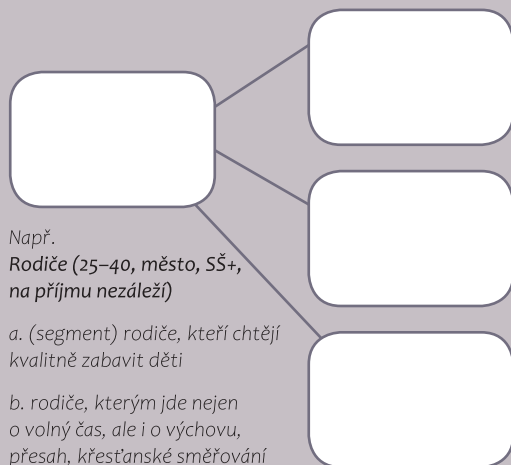 Např.
Rodiče (25–40, město, SŠ+,
na příjmu nezáleží)
a. (segment) rodiče, kteří chtějí
kvalitně zabavit děti
b. rodiče, kterým jde nejen
o volný čas, ale i o výchovu,
přesah, křesťanské směřování